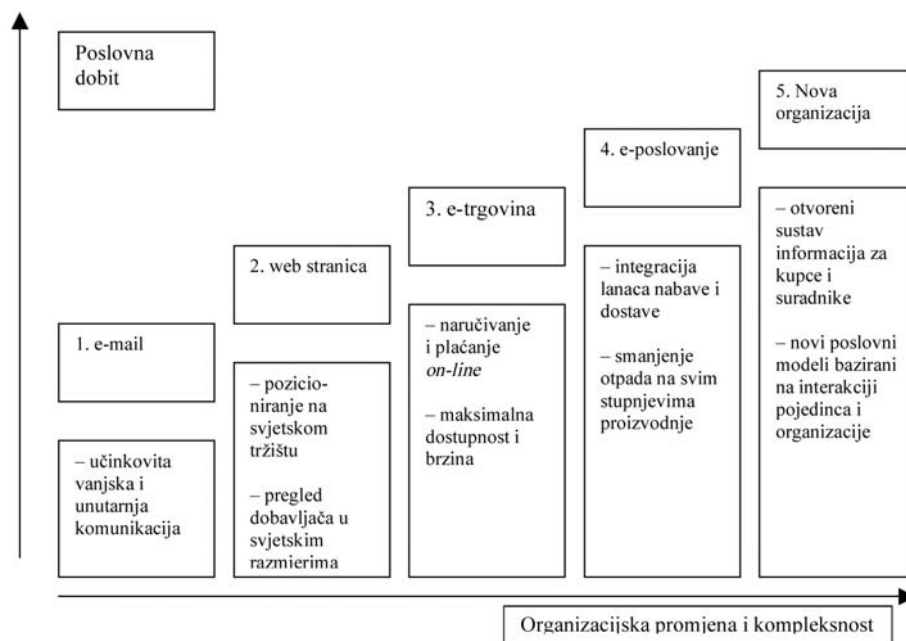 Poslovna
dobit
1. e-mail
– učinkovita
vanjska i
unutarnja
komunikacija
2. web stranica
– pozicio-
niranje na
svjetskom
tržištu
– pregled
dobavljača u
svjetskim
razmierima
3. e-trgovina
– naručivanje
i plaćanje
on-line
– maksimalna
dostupnost i
brzina
4. e-poslovanje
– integracija
lanaca nabave i
dostave
– smanjenje
otpada na svim
stupnjevima
proizvodnje
5. Nova
organizacija
– otvoreni
sustav
informacija za
kupce i
suradnike
– novi poslovni
modeli bazirani
na interakciji
pojedinca i
organizacije
Organizacijska promjena i kompleksnost